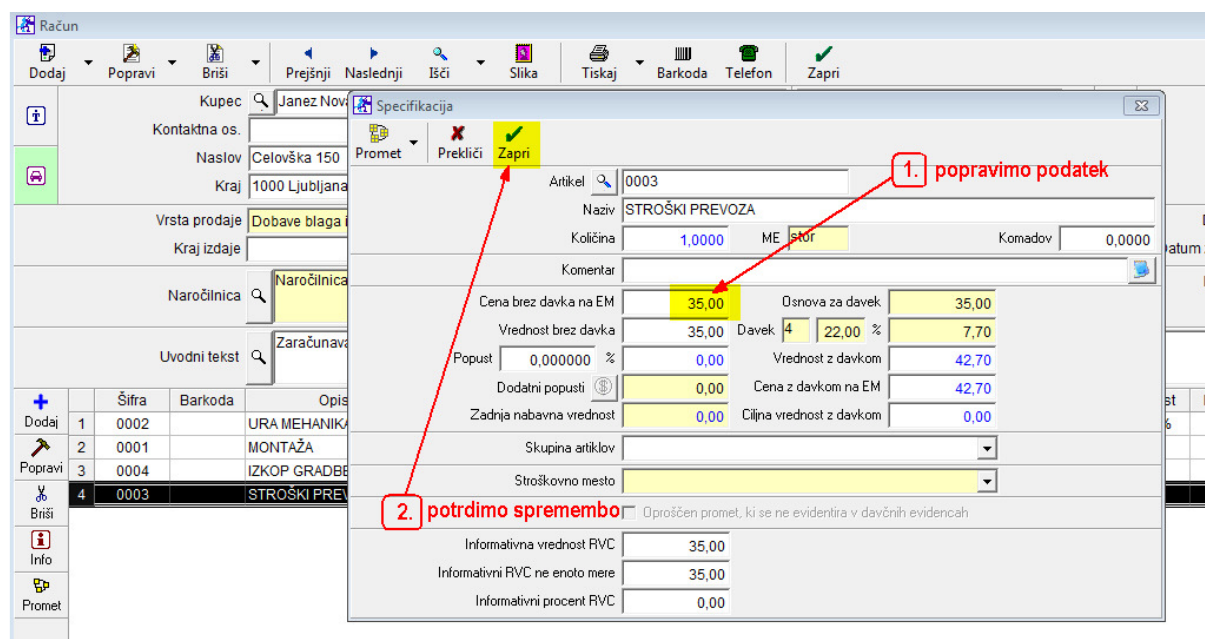 Račun
Dodaj Popravi Briši Prejšnji Naslednji Išči Slika Tiskaj Barkoda Telefon Zapri
Kupec Janez Nov
Kontaktna os.
Naslov Celovška 150
Kraj 1000 Ljubljana
Vrsta prodaje Dobave blaga i
Kraj izdaje
Naročilnica Naročilnica
Uvodni tekst Zaračunava
Specifikacija
Promet Prekliči Zapri
1. popravimo podatek
Artikel 0003
Naziv STROŠKI PREVOZA
Količina 1,0000 ME stor Komadov 0,0000
Komentar
Cena brez davka na EM 35,00 Osnova za davek 35,00
Vrednost brez davka 35,00 Davek 4 22,00 % 7,70
Popust 0,000000 % 0,00 Vrednost z davkom 42,70
Dodatni popusti 0,00 Cena z davkom na EM 42,70
Zadnja nabavna vrednost 0,00 Ciljna vrednost z davkom 0,00
Skupina artiklov
Stroškovno mesto
2. potrdimo spremembo
Oproščen promet, ki se ne evidentira v davčnih evidencah
Informativna vrednost RVC 35,00
Informativni RVC ne enoto mere 35,00
Informativni procent RVC 0,00
atum
st
%
Dodaj
Popravi
Briši
Info
Promet
Šifra Barkoda Opis
1 0002 URA MEHANIKA
2 0001 MONTAŽA
3 0004 IZKOP GRADBE
4 0003 STROŠKI PREV